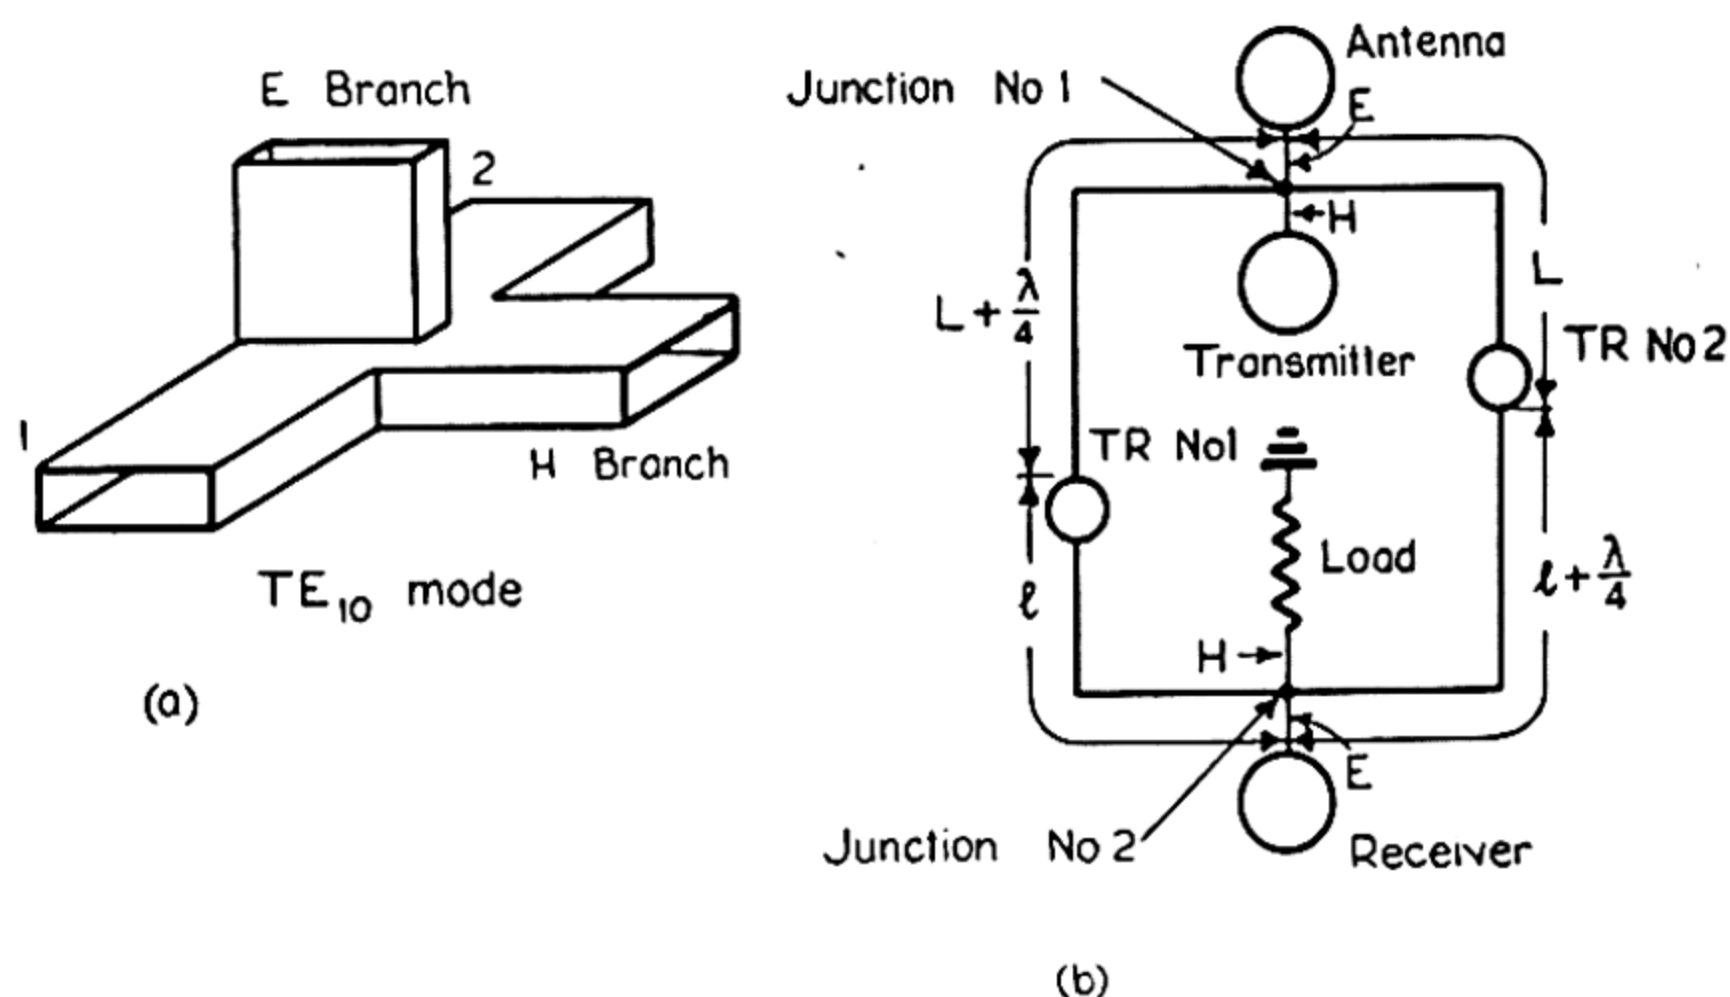 E Branch
2
1
H Branch
TE10 mode
(a)
Antenna
Junction No 1
E
H
L + λ/4
L
Transmitter
TR No 2
TR No1
Load
ℓ
ℓ + λ/4
H
E
Junction No 2
Receiver
(b)